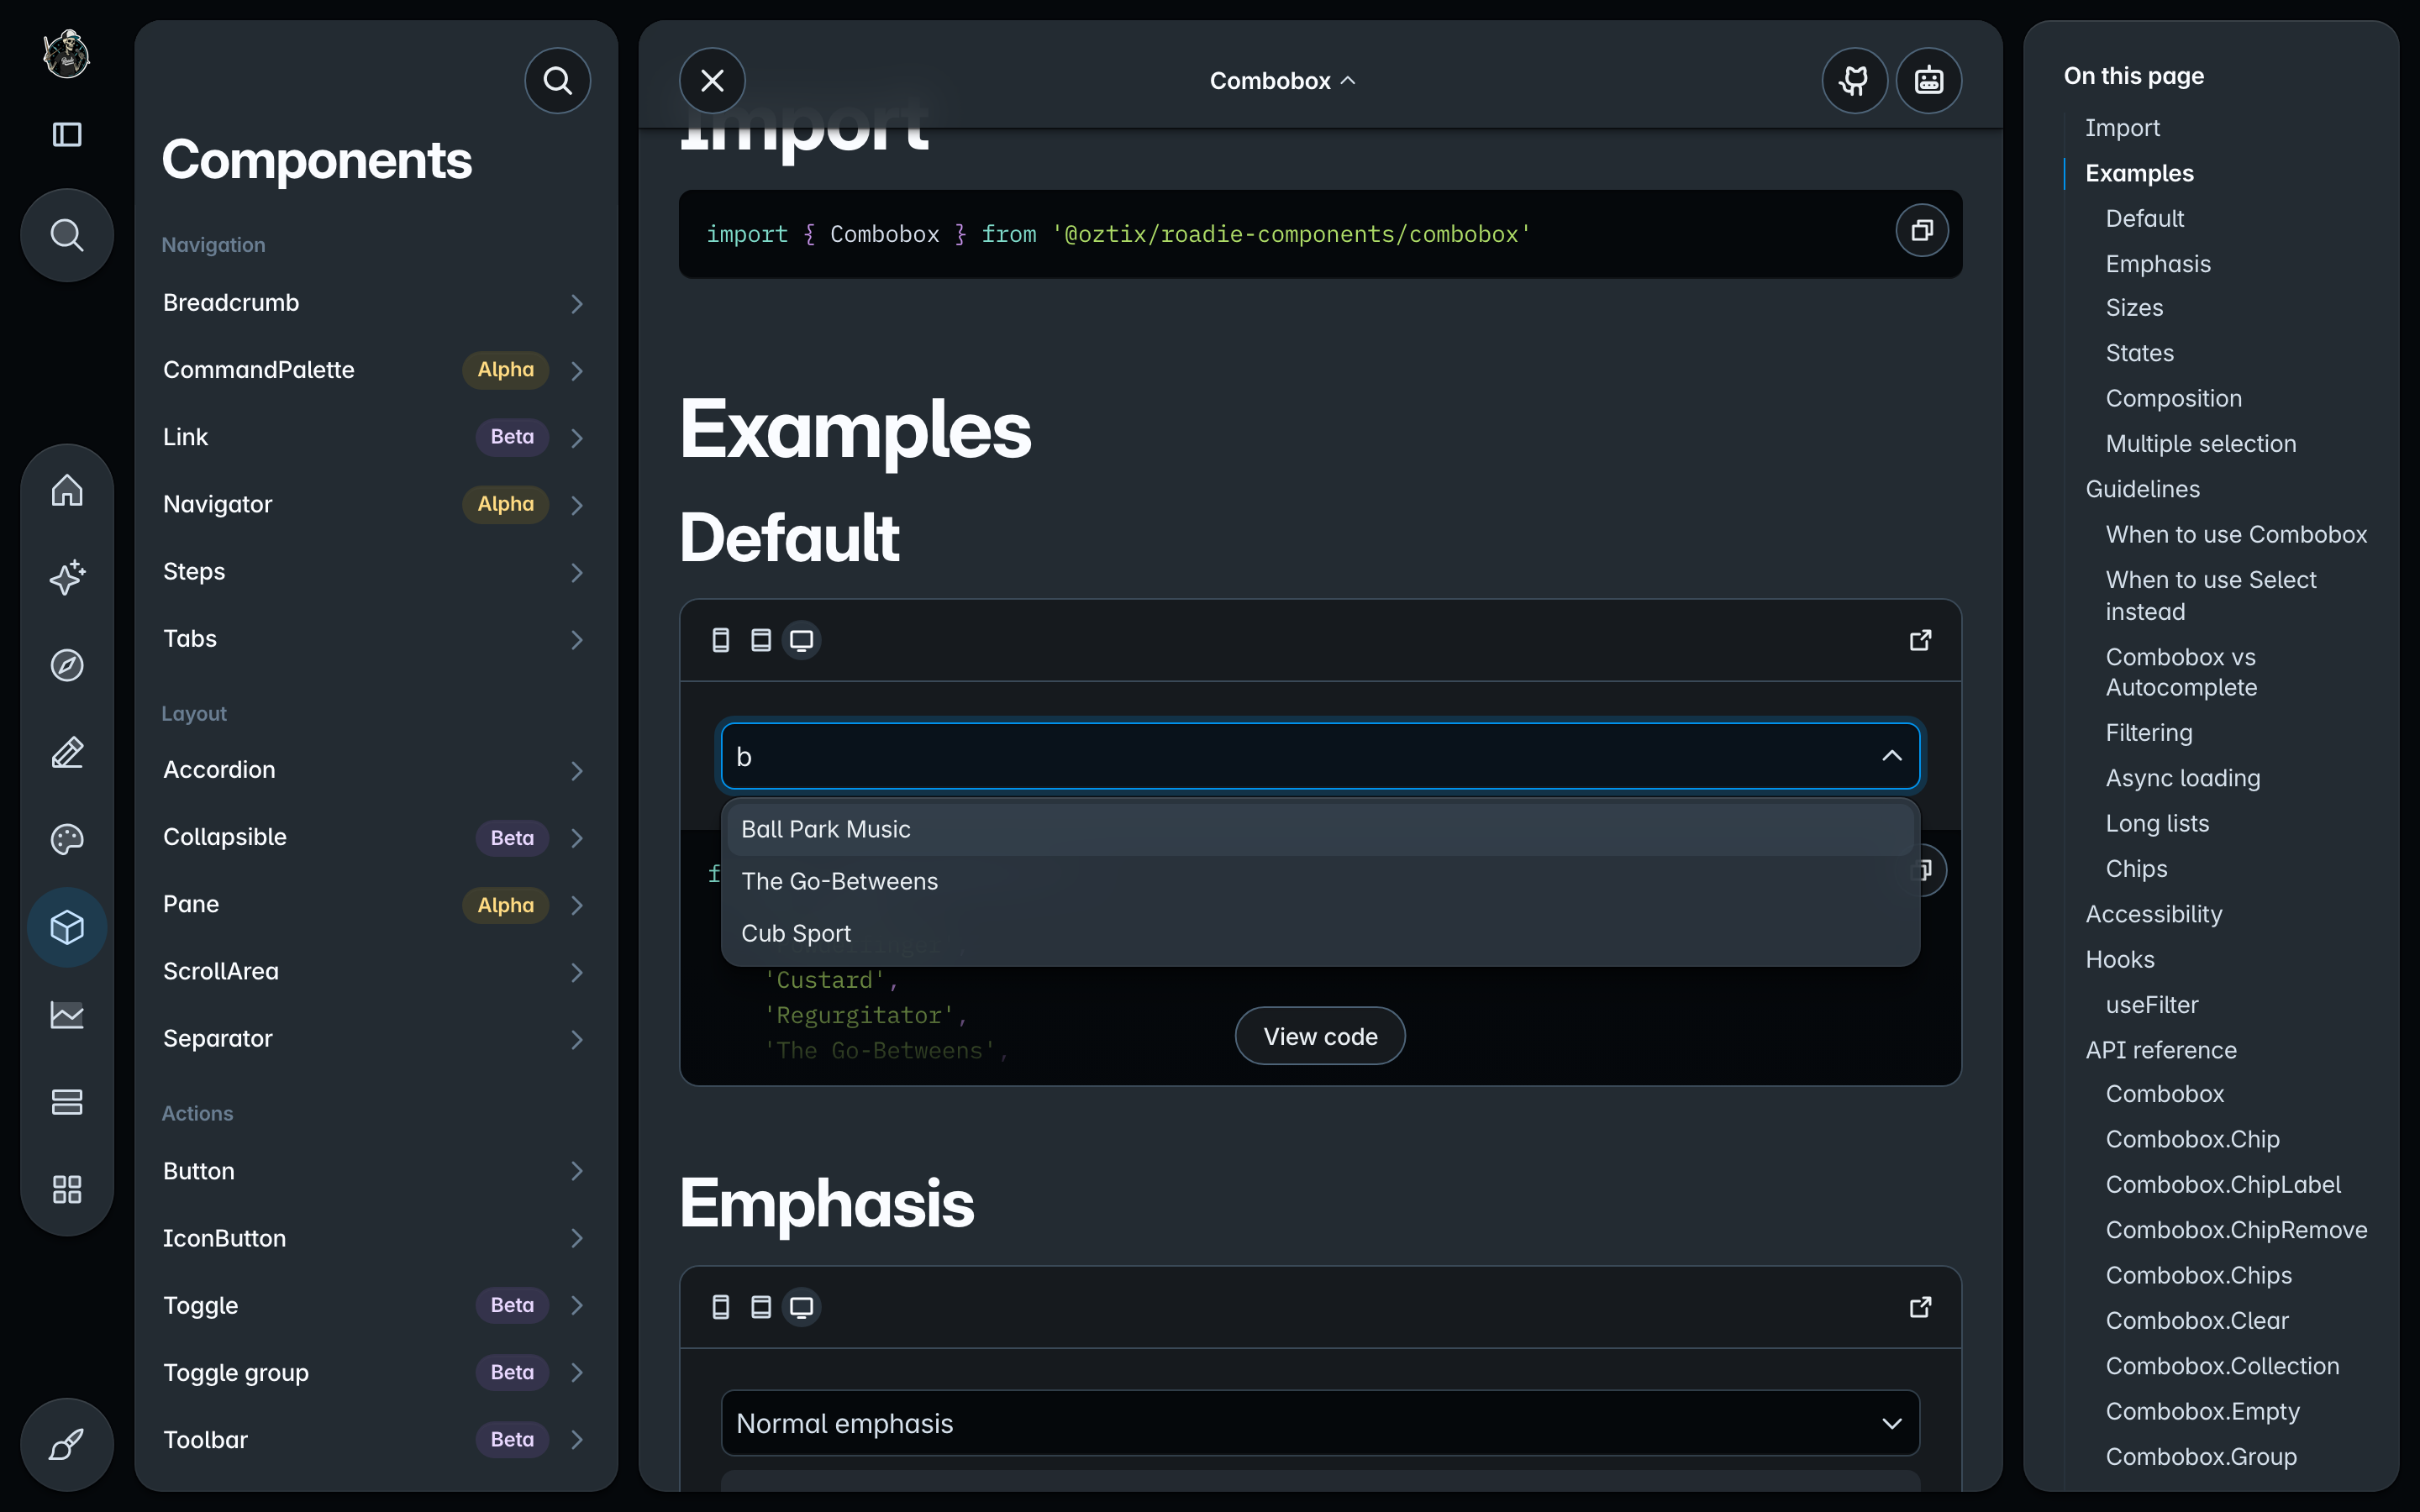 Components
Navigation
Breadcrumb
CommandPalette Alpha
Link Beta
Navigator Alpha
Steps
Tabs
Layout
Accordion
Collapsible Beta
Pane Alpha
ScrollArea
Separator
Actions
Button
IconButton
Toggle Beta
Toggle group Beta
Toolbar Beta
Combobox
Import
import { Combobox } from '@oztix/roadie-components/combobox'
Examples
Default
b
Ball Park Music
The Go-Betweens
Cub Sport
'Custard',
'Regurgitator',
'The Go-Betweens',
View code
Emphasis
Normal emphasis
On this page
Import
Examples
Default
Emphasis
Sizes
States
Composition
Multiple selection
Guidelines
When to use Combobox
When to use Select
instead
Combobox vs
Autocomplete
Filtering
Async loading
Long lists
Chips
Accessibility
Hooks
useFilter
API reference
Combobox
Combobox.Chip
Combobox.ChipLabel
Combobox.ChipRemove
Combobox.Chips
Combobox.Clear
Combobox.Collection
Combobox.Empty
Combobox.Group